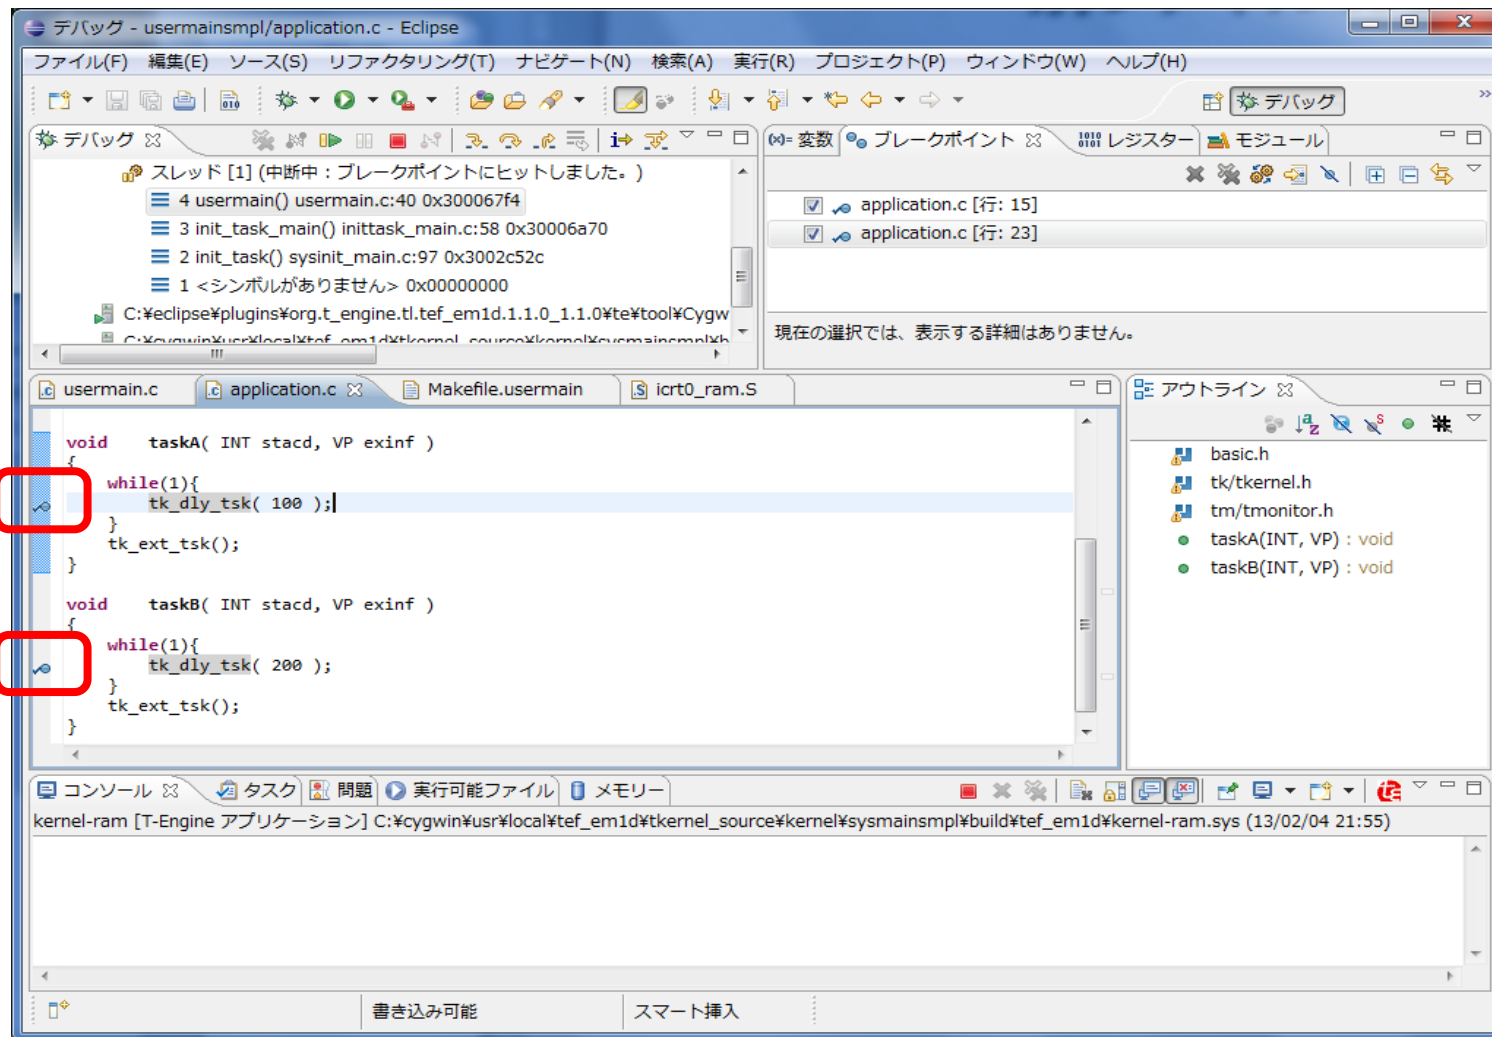 デバッグ - usermainsmpl/application.c - Eclipse
ファイル(F) 編集(E) ソース(S) リファクタリング(T) ナビゲート(N) 検索(A) 実行(R) プロジェクト(P) ウィンドウ(W) ヘルプ(H)
デバッグ
デバッグ
スレッド [1] (中断中 : ブレークポイントにヒットしました。)
4 usermain() usermain.c:40 0x300067f4
3 init_task_main() inittask_main.c:58 0x30006a70
2 init_task() sysinit_main.c:97 0x3002c52c
1 <シンボルがありません> 0x00000000
C:¥eclipse¥plugins¥org.t_engine.tl.tef_em1d.1.1.0_1.1.0¥te¥tool¥Cygw
C:¥cygwin¥usr¥local¥tef_em1d¥tkernel_source¥kernel¥sysmainsmpl¥b
(x)= 変数 ブレークポイント レジスター モジュール
application.c [行: 15]
application.c [行: 23]
現在の選択では、表示する詳細はありません。
usermain.c application.c Makefile.usermain icrt0_ram.S
void taskA( INT stacd, VP exinf )
{
while(1){
tk_dly_tsk( 100 );
}
tk_ext_tsk();
}
void taskB( INT stacd, VP exinf )
{
while(1){
tk_dly_tsk( 200 );
}
tk_ext_tsk();
}
アウトライン
basic.h
tk/tkernel.h
tm/tmonitor.h
taskA(INT, VP) : void
taskB(INT, VP) : void
コンソール タスク 問題 実行可能ファイル メモリー
kernel-ram [T-Engine アプリケーション] C:¥cygwin¥usr¥local¥tef_em1d¥tkernel_source¥kernel¥sysmainsmpl¥build¥tef_em1d¥kernel-ram.sys (13/02/04 21:55)
書き込み可能 スマート挿入